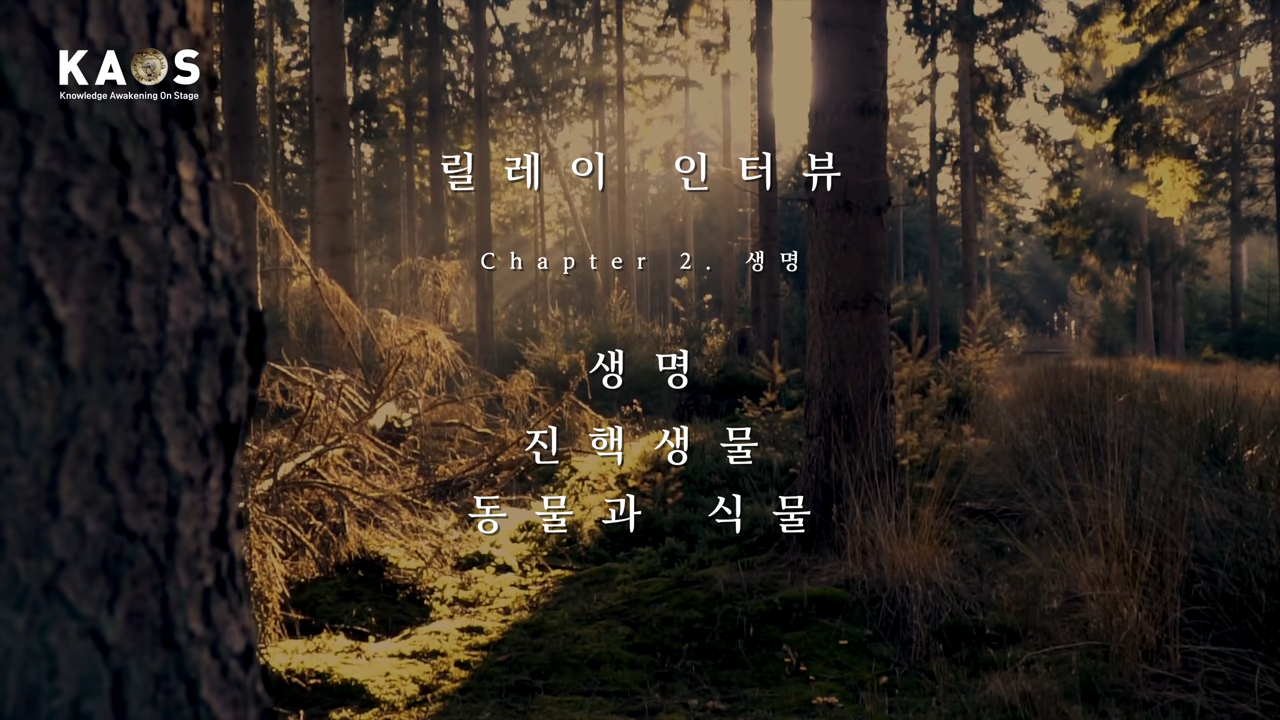 KAOS
Knowledge Awakening On Stage
릴레이 인터뷰
Chapter 2. 생명
생명
진핵생물
동물과 식물